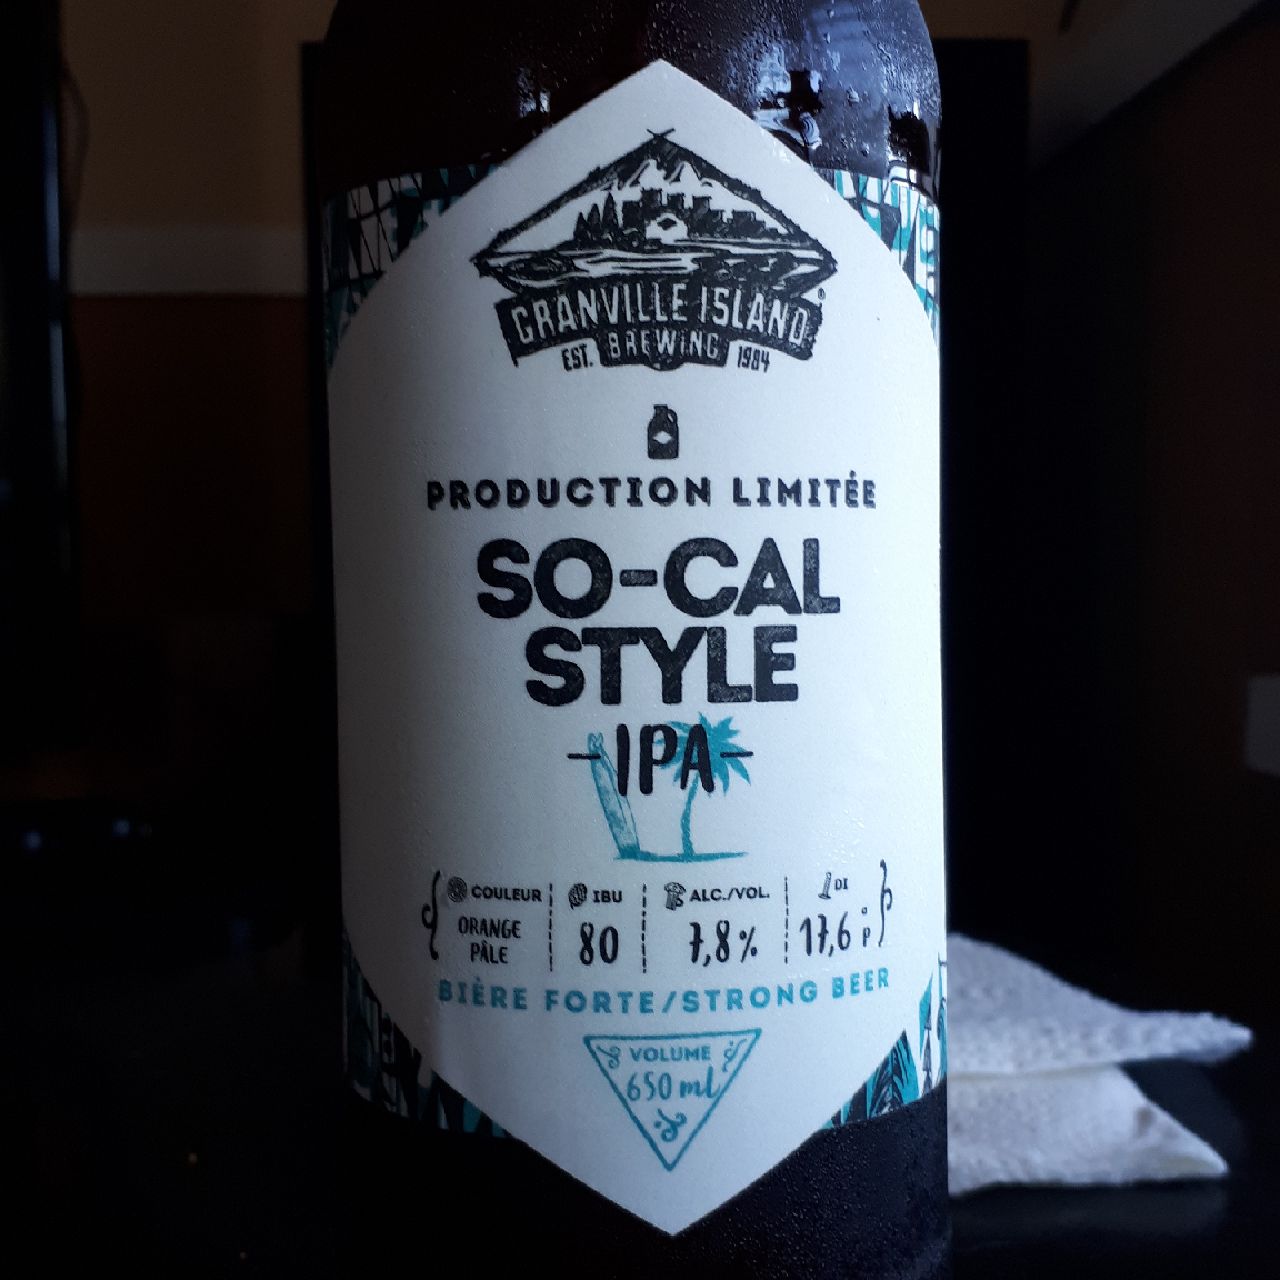 GRANVILLE ISLAND
BREWING
EST. 1984
PRODUCTION LIMITÉE
SO-CAL
STYLE
-IPA-
COULEUR IBU ALC./VOL. DI
ORANGE PÂLE 80 7,8% 17,6 °P
BIÈRE FORTE/STRONG BEER
VOLUME
650 ml